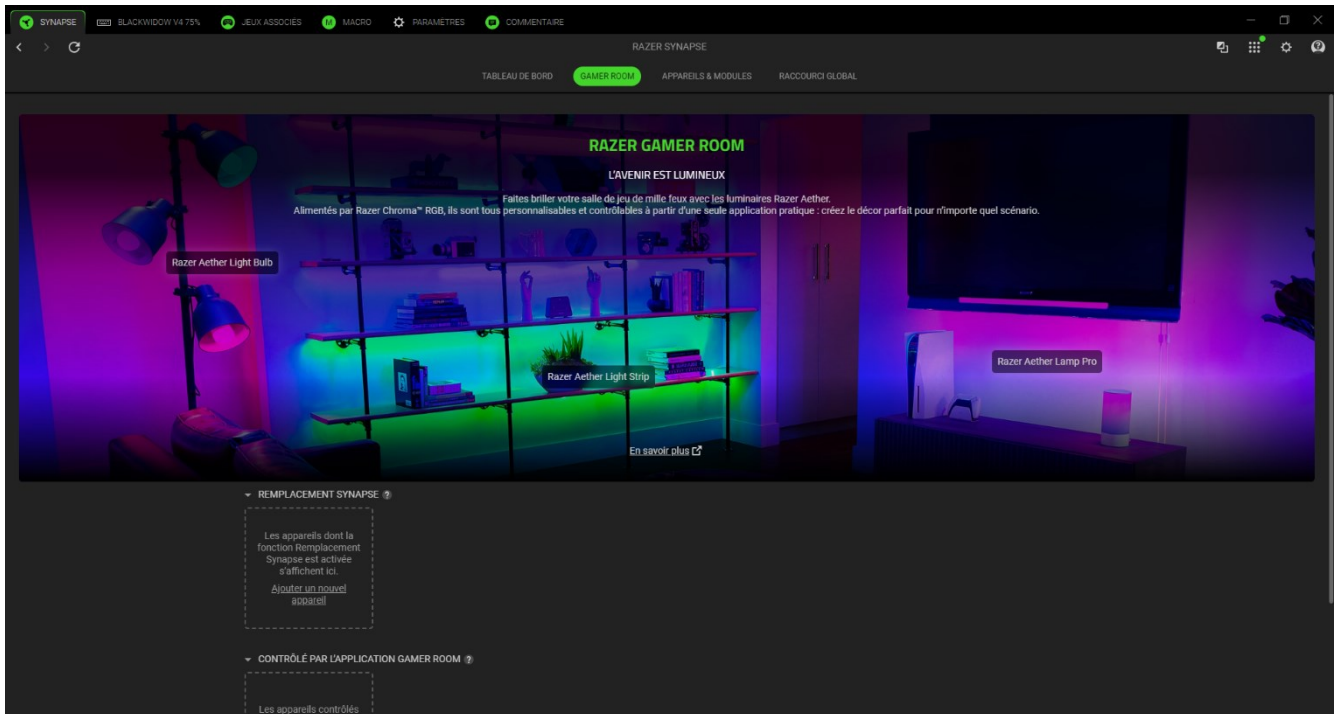 SYNAPSE
BLACKWIDOW V4 75%
JEUX ASSOCIÉS
MACRO
PARAMÈTRES
COMMENTAIRE
RAZER SYNAPSE
TABLEAU DE BORD
GAMER ROOM
APPAREILS & MODULES
RACCOURCI GLOBAL
RAZER GAMER ROOM
L'AVENIR EST LUMINEUX
Faites briller votre salle de jeu de mille feux avec les luminaires Razer Aether.
Alimentés par Razer Chroma™ RGB, ils sont tous personnalisables et contrôlables à partir d'une seule application pratique : créez le décor parfait pour n'importe quel scénario.
Razer Aether Light Bulb
Razer Aether Lamp Pro
Razer Aether Light Strip
En savoir plus
REMPLACEMENT SYNAPSE ?
Les appareils dont la
fonction Remplacement
Synapse est activée
s'affichent ici.
Ajouter un nouvel
appareil
CONTRÔLÉ PAR L'APPLICATION GAMER ROOM ?
Les appareils contrôlés